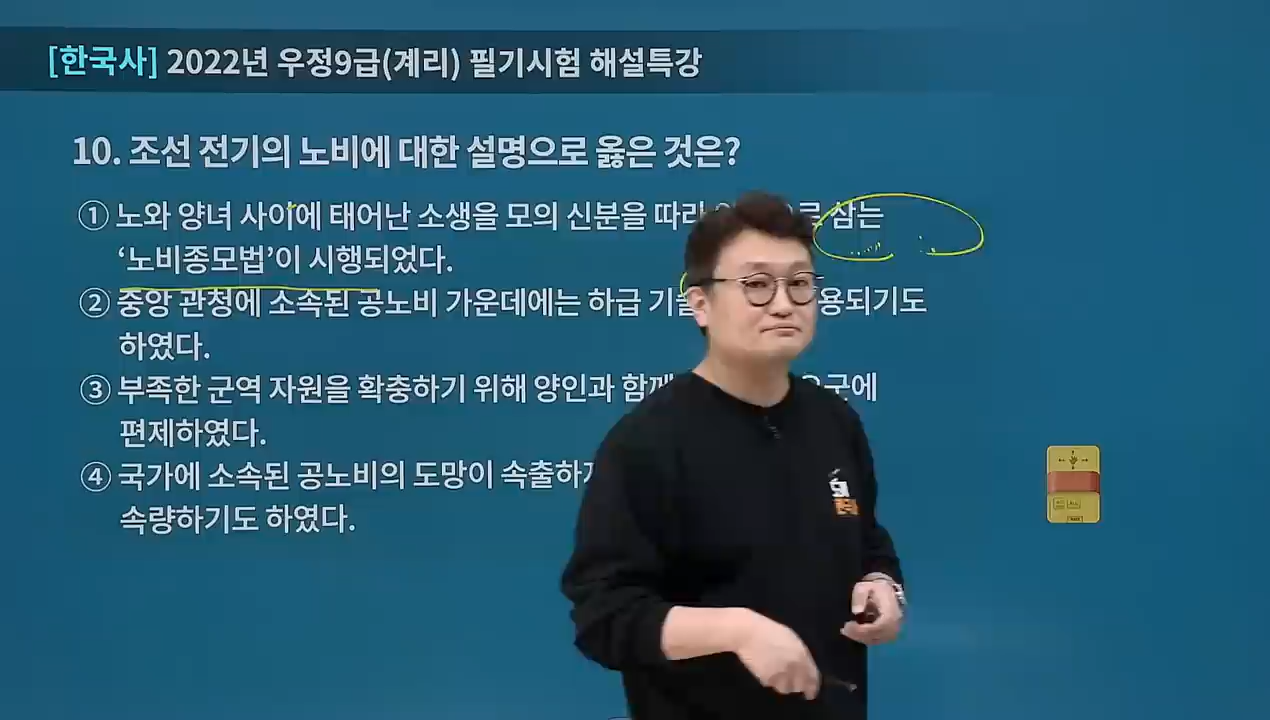 [한국사] 2022년 우정9급(계리) 필기시험 해설특강
10. 조선 전기의 노비에 대한 설명으로 옳은 것은?
① 노와 양녀 사이에 태어난 소생을 모의 신분을 따라 삼는
‘노비종모법’이 시행되었다.
② 중앙 관청에 소속된 공노비 가운데에는 하급 용되기도
하였다.
③ 부족한 군역 자원을 확충하기 위해 양인과 함께 군에
편제하였다.
④ 국가에 소속된 공노비의 도망이 속출하자
속량하기도 하였다.